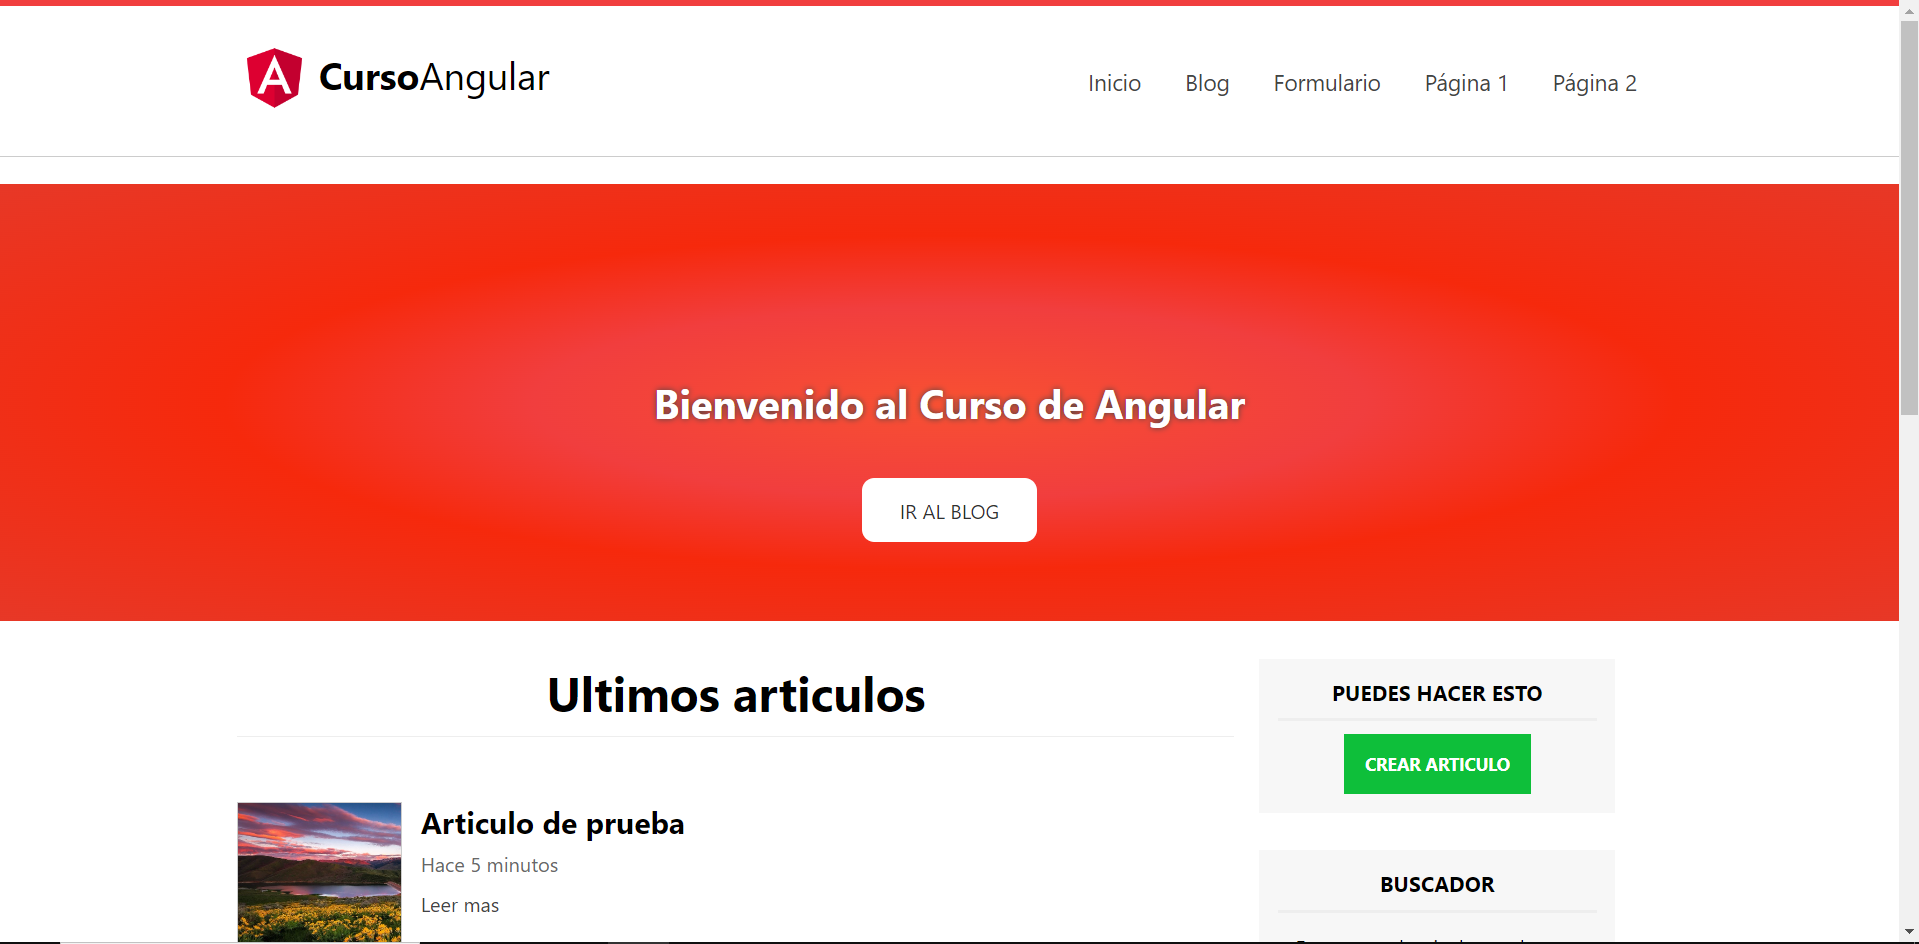 CursoAngular
Inicio Blog Formulario Página 1 Página 2
Bienvenido al Curso de Angular
IR AL BLOG
Ultimos articulos
Articulo de prueba
Hace 5 minutos
Leer mas
PUEDES HACER ESTO
CREAR ARTICULO
BUSCADOR